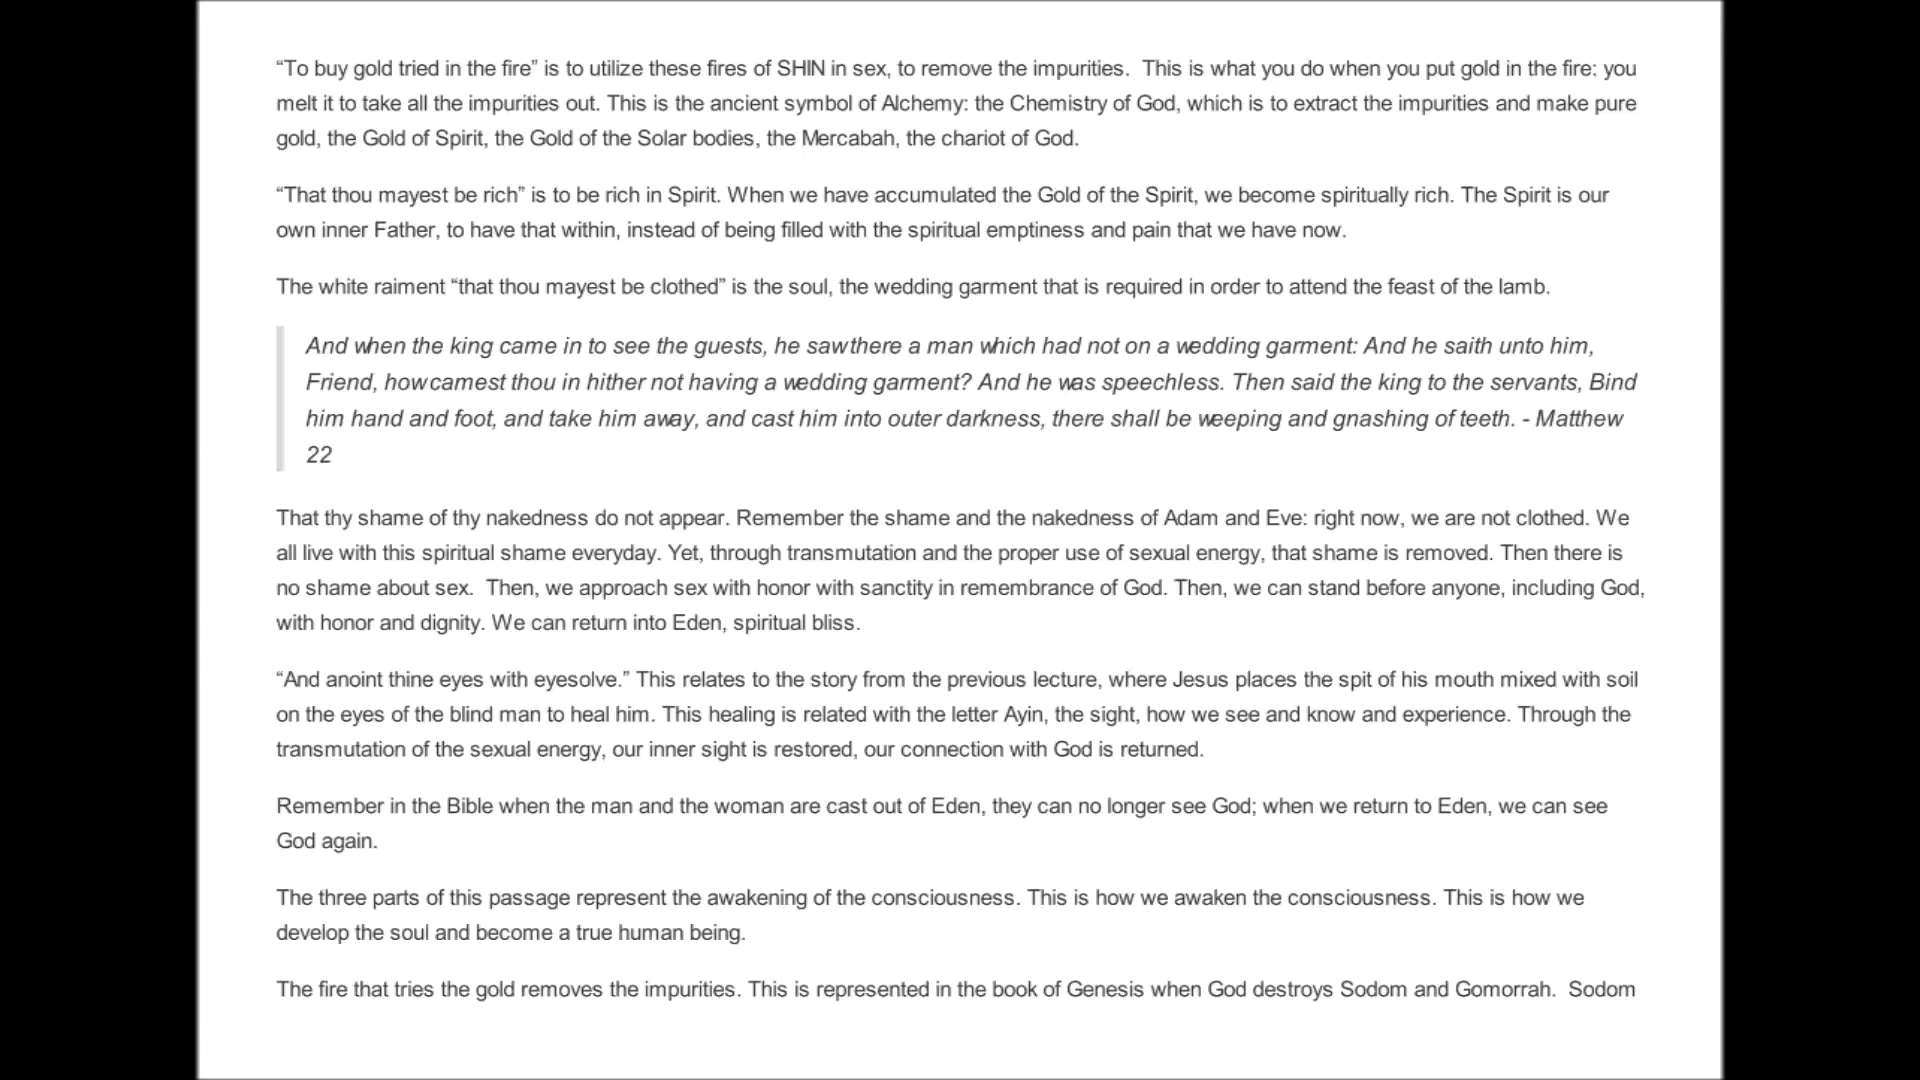 “To buy gold tried in the fire” is to utilize these fires of SHIN in sex, to remove the impurities.  This is what you do when you put gold in the fire: you
melt it to take all the impurities out. This is the ancient symbol of Alchemy: the Chemistry of God, which is to extract the impurities and make pure
gold, the Gold of Spirit, the Gold of the Solar bodies, the Mercabah, the chariot of God.
“That thou mayest be rich” is to be rich in Spirit. When we have accumulated the Gold of the Spirit, we become spiritually rich. The Spirit is our
own inner Father, to have that within, instead of being filled with the spiritual emptiness and pain that we have now.
The white raiment “that thou mayest be clothed” is the soul, the wedding garment that is required in order to attend the feast of the lamb.
And when the king came in to see the guests, he saw there a man which had not on a wedding garment: And he saith unto him,
Friend, how camest thou in hither not having a wedding garment? And he was speechless. Then said the king to the servants, Bind
him hand and foot, and take him away, and cast him into outer darkness, there shall be weeping and gnashing of teeth. - Matthew
22
That thy shame of thy nakedness do not appear. Remember the shame and the nakedness of Adam and Eve: right now, we are not clothed. We
all live with this spiritual shame everyday. Yet, through transmutation and the proper use of sexual energy, that shame is removed. Then there is
no shame about sex.  Then, we approach sex with honor with sanctity in remembrance of God. Then, we can stand before anyone, including God,
with honor and dignity. We can return into Eden, spiritual bliss.
“And anoint thine eyes with eyesolve.” This relates to the story from the previous lecture, where Jesus places the spit of his mouth mixed with soil
on the eyes of the blind man to heal him. This healing is related with the letter Ayin, the sight, how we see and know and experience. Through the
transmutation of the sexual energy, our inner sight is restored, our connection with God is returned.
Remember in the Bible when the man and the woman are cast out of Eden, they can no longer see God; when we return to Eden, we can see
God again.
The three parts of this passage represent the awakening of the consciousness. This is how we awaken the consciousness. This is how we
develop the soul and become a true human being.
The fire that tries the gold removes the impurities. This is represented in the book of Genesis when God destroys Sodom and Gomorrah.  Sodom